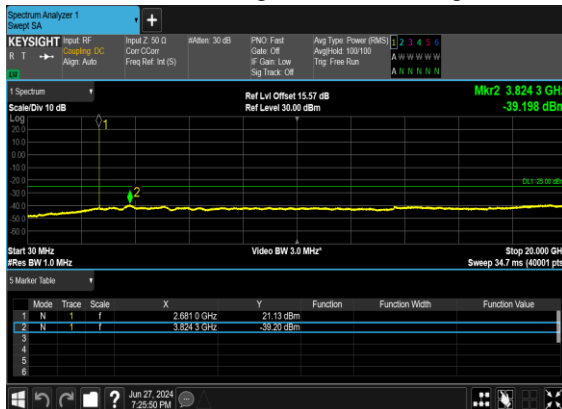 Spectrum Analyzer 1
Swept SA
+
KEYSIGHT Input: RF Input Z: 50 Ω #Atten: 30 dB PNO: Fast Avg Type: Power (RMS) 1 2 3 4 5 6
R T Coupling: DC Corr CCorr Gate: Off Avg|Hold: 100/100 A W W W W W
Align: Auto Freq Ref: Int (S) IF Gain: Low Trig: Free Run
Sig Track: Off A N N N N N
1 Spectrum Ref Lvl Offset 15.57 dB Mkr2 3.824 3 GHz
Scale/Div 10 dB Ref Level 30.00 dBm -39.198 dBm
Log
20.0
10.0
0.00
-10.0
-20.0
-30.0
-40.0
-50.0
-60.0
1
2
Start 30 MHz Video BW 3.0 MHz* Stop 20.000 GH
#Res BW 1.0 MHz Sweep 34.7 ms (40001 pts
5 Marker Table
Mode Trace Scale X Y Function Function Width Function Value
1 N 1 f 2.681 0 GHz 21.13 dBm
2 N 1 f 3.824 3 GHz -39.20 dBm
3
4
5
6
? Jun 27, 2024
7:25:50 PM